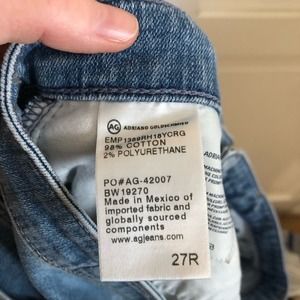 AG
ADRIANO GOLDSCHMIED
EMP1389RH18YCRG
98% COTTON
2% POLYURETHANE
PO#AG-42007
BW19270
Made in Mexico of
imported fabric and
globally sourced
components
www.agjeans.com
27R